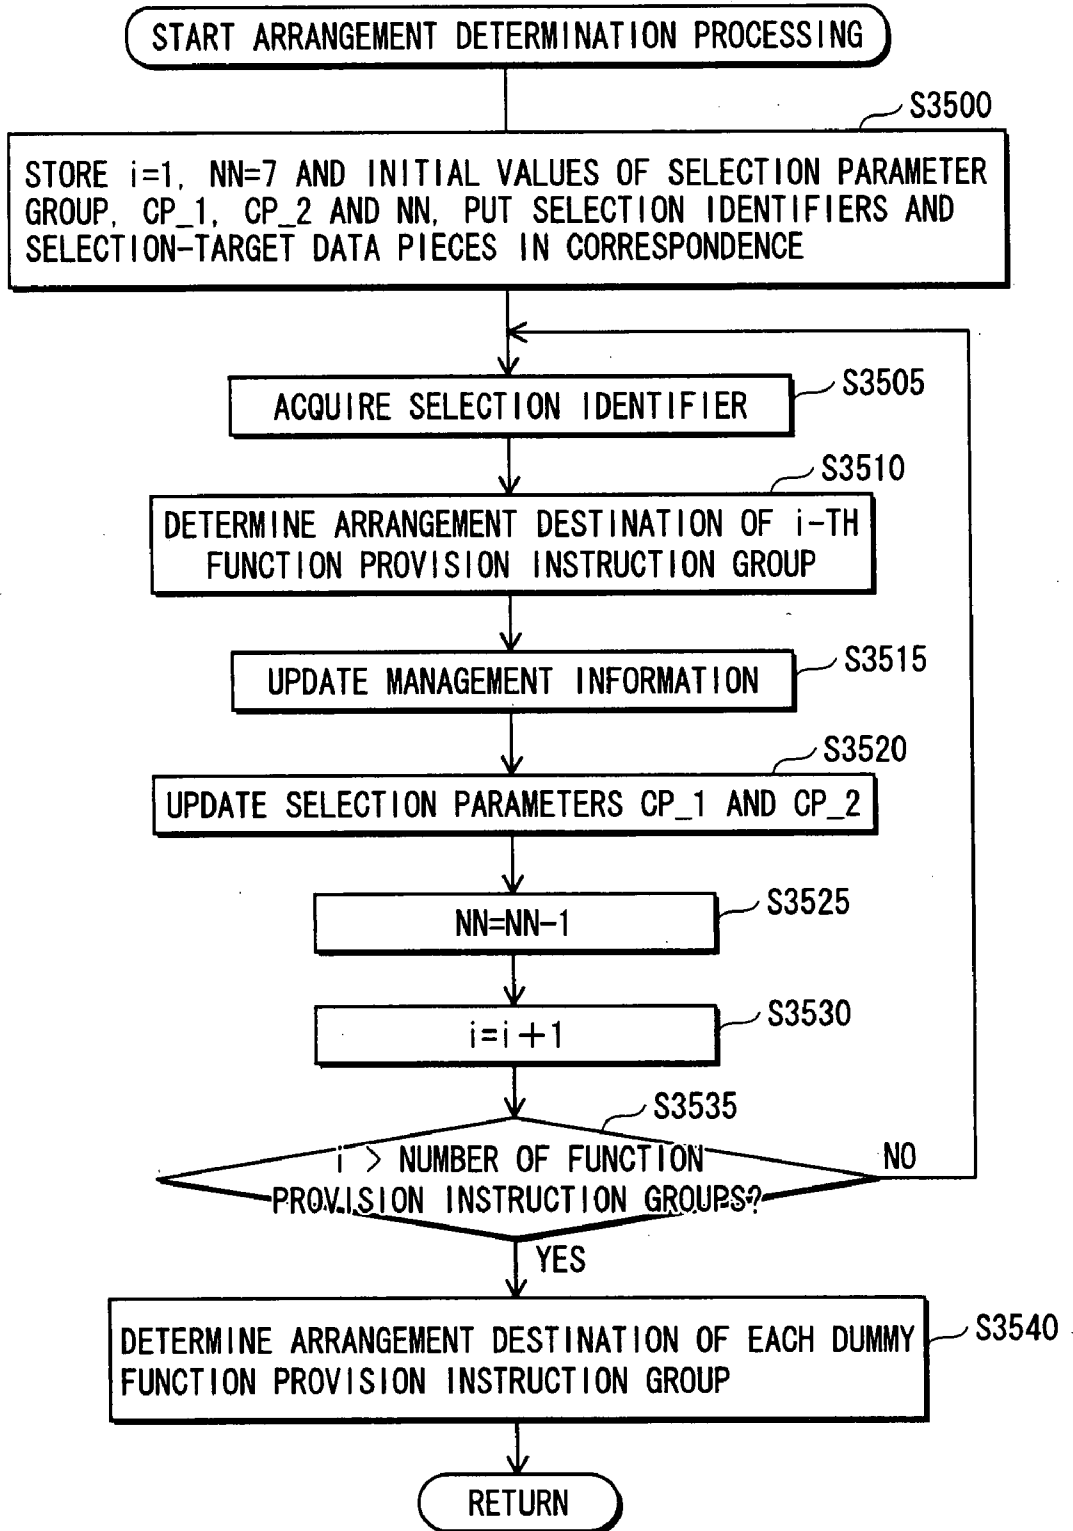 START ARRANGEMENT DETERMINATION PROCESSING
S3500
STORE i=1, NN=7 AND INITIAL VALUES OF SELECTION PARAMETER
GROUP, CP_1, CP_2 AND NN, PUT SELECTION IDENTIFIERS AND
SELECTION-TARGET DATA PIECES IN CORRESPONDENCE
S3505
ACQUIRE SELECTION IDENTIFIER
S3510
DETERMINE ARRANGEMENT DESTINATION OF i-TH
FUNCTION PROVISION INSTRUCTION GROUP
S3515
UPDATE MANAGEMENT INFORMATION
S3520
UPDATE SELECTION PARAMETERS CP_1 AND CP_2
S3525
NN=NN-1
S3530
i=i+1
S3535
i > NUMBER OF FUNCTION
PROVISION INSTRUCTION GROUPS?
NO
YES
S3540
DETERMINE ARRANGEMENT DESTINATION OF EACH DUMMY
FUNCTION PROVISION INSTRUCTION GROUP
RETURN